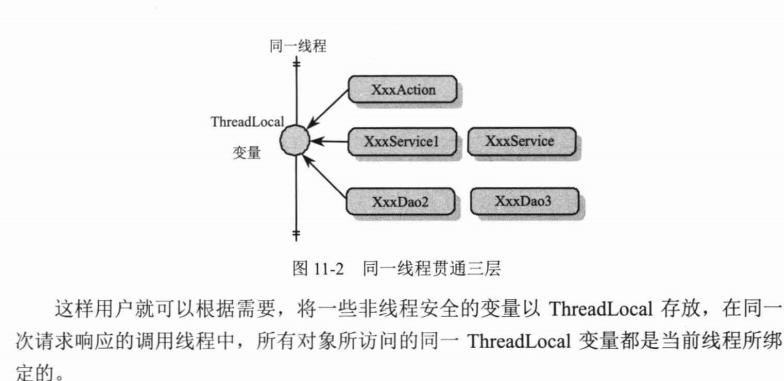 同一线程
XxxAction
ThreadLocal
变量
XxxService1
XxxService
XxxDao2
XxxDao3
图 11-2 同一线程贯通三层
这样用户就可以根据需要，将一些非线程安全的变量以 ThreadLocal 存放，在同一
次请求响应的调用线程中，所有对象所访问的同一 ThreadLocal 变量都是当前线程所绑
定的。